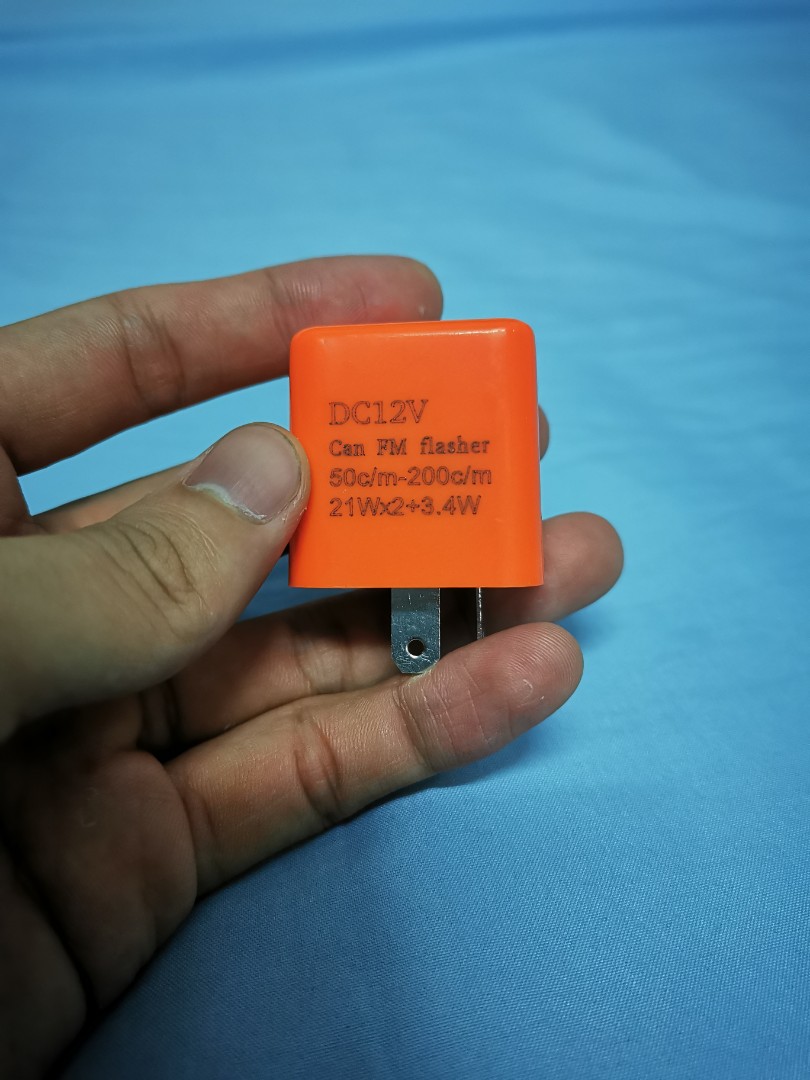 DC12V
Can FM flasher
50c/m-200c/m
21Wx2+3.4W